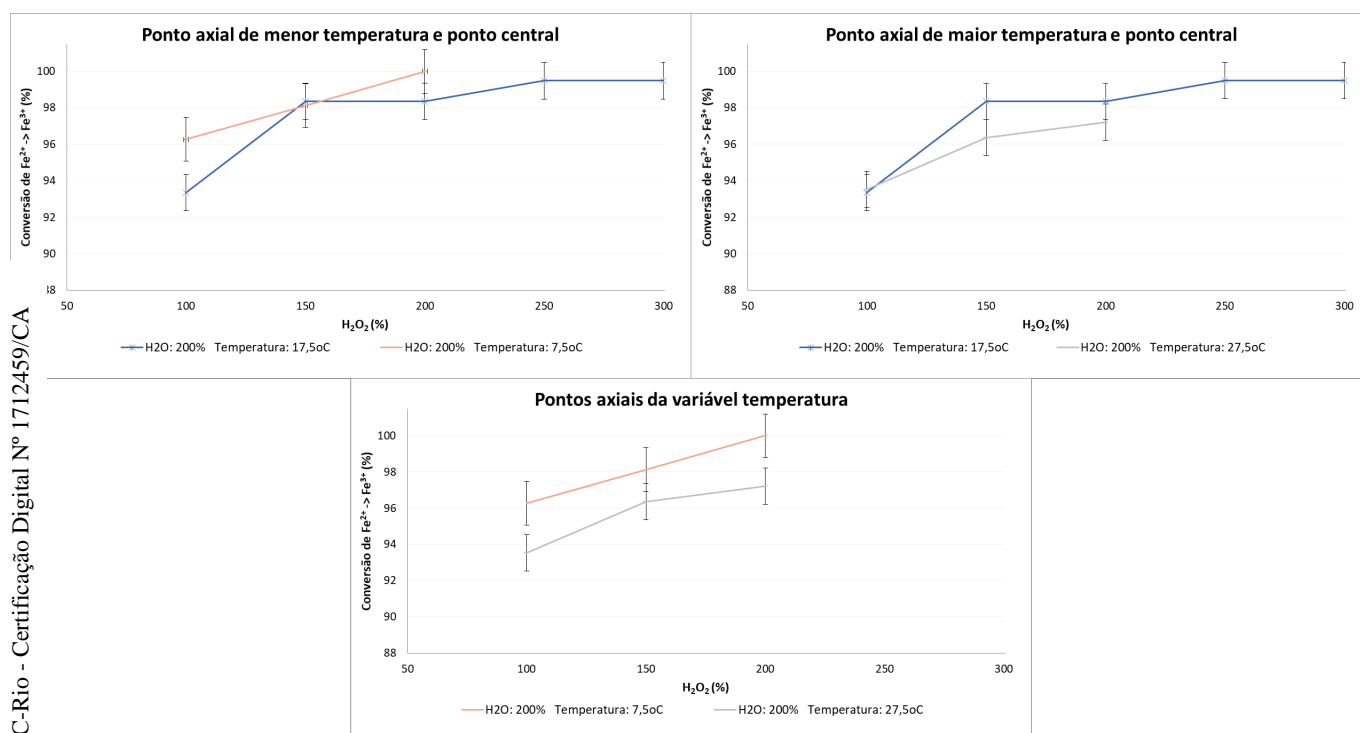 Ponto axial de menor temperatura e ponto central
Conversão de Fe²⁺ -> Fe³⁺ (%)
100
98
96
94
92
90
88
50 100 150 200 250 300
H₂O₂ (%)
H2O: 200% Temperatura: 17,5oC H2O: 200% Temperatura: 7,5oC
Ponto axial de maior temperatura e ponto central
Conversão de Fe²⁺ -> Fe³⁺ (%)
100
98
96
94
92
90
88
50 100 150 200 250 300
H₂O₂ (%)
H2O: 200% Temperatura: 17,5oC H2O: 200% Temperatura: 27,5oC
Pontos axiais da variável temperatura
Conversão de Fe²⁺ -> Fe³⁺ (%)
100
98
96
94
92
90
88
50 100 150 200 250 300
H₂O₂ (%)
H2O: 200% Temperatura: 7,5oC H2O: 200% Temperatura: 27,5oC
C-Rio - Certificação Digital Nº 1712459/CA